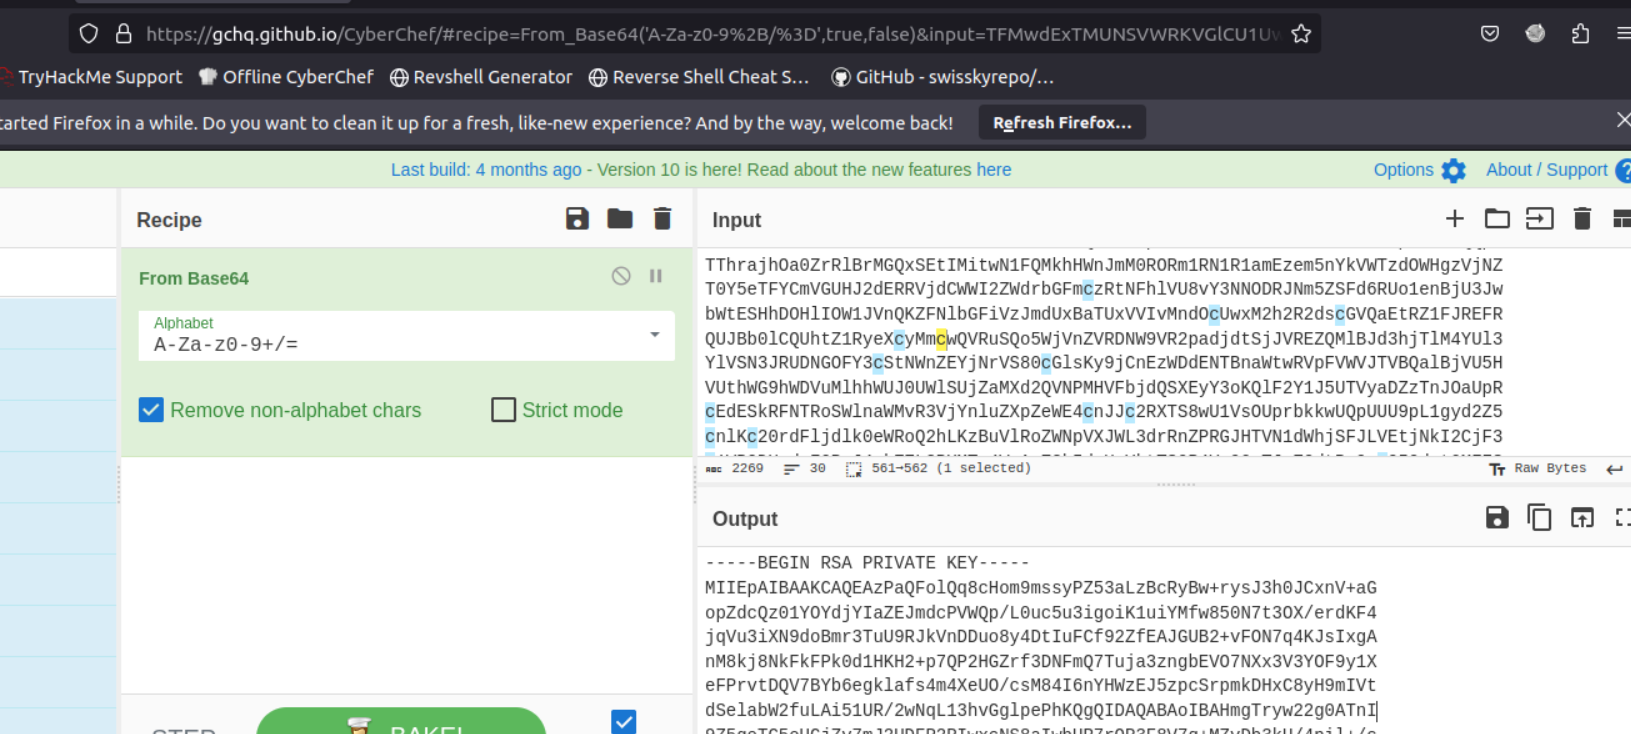 https://gchq.github.io/CyberChef/#recipe=From_Base64('A-Za-z0-9%2B/%3D',true,false)&input=TFMwdExTMUNSVWRKVGlCU1Uw
TryHackMe Support Offline CyberChef Revshell Generator Reverse Shell Cheat S... GitHub - swisskyrepo/...
tarted Firefox in a while. Do you want to clean it up for a fresh, like-new experience? And by the way, welcome back! Refresh Firefox...
Last build: 4 months ago - Version 10 is here! Read about the new features here
Options About / Support
Recipe
Input
From Base64
Alphabet
A-Za-z0-9+/=
Remove non-alphabet chars
Strict mode
TThrajhOa0ZrRlBrMGQxSEtIMitwN1FQMkhHWnJmM0RORm1RN1R1amEzem5nYkVWTzdOWHgzVjNZ
T0Y5eTFYCmVGUHJ2dERRVjdCWWI2ZWdrbGFmczRtNFhlVU8vY3NNODRJNm5ZSFd6RUo1enBjU3Jw
bWtESHhDOHlIOW1JVnQKZFNlbGFiVzJmdUxBaTUxVVIvMndOcUwxM2h2R2dscGVQaEtRZ1FJREFR
QUJBb0lCQUhtZ1RyeXcyMmcwQVRuSQo5WjVnZVRDNW9VR2padjdtSjJVREZQMlBJd3hjTlM4YUl3
YlVSN3JRUDNGOFY3cStNWnZEYjNrVS80cGlsKy9jCnEzWDdENTBnaWtwRVpFVWVJTVBQalBjVU5H
VUthWG9hWDVuMlhhWUJ0UWlSUjZaMXd2QVNPMHVFbjdQSXEyY3oKQlF2Y1J5UTVyaDZzTnJOaUpR
cEdESkRFNTRoSWlnaWMvR3VjYnluZXpZeWE4cnJJc2RXTS8wU1VsOUprbkkwUQpUUU9pL1gyd2Z5
cnlKc20rdFljdlk0eWRoQ2hLKzBuVlRoZWNpVXJWL3drRnZPRGJHTVN1dWhjSFJLVEtjNkI2CjF3
2269 30 561→562 (1 selected)
Raw Bytes
Output
-----BEGIN RSA PRIVATE KEY-----
MIIEpAIBAAKCAQEAzPaQFolQq8cHom9mssyPZ53aLzBcRyBw+rysJ3h0JCxnV+aG
opZdcQz01YOYdjYIaZEJmdcPVWQp/L0uc5u3igoiK1uiYMfw850N7t3OX/erdKF4
jqVu3iXN9doBmr3TuU9RJkVnDDuo8y4DtIuFCf92ZfEAJGUB2+vFON7q4KJsIxgA
nM8kj8NkFkFPk0d1HKH2+p7QP2HGZrf3DNFmQ7Tuja3zngbEVO7NXx3V3YOF9y1X
eFPrvtDQV7BYb6egklafs4m4XeUO/csM84I6nYHWzEJ5zpcSrpmkDHxC8yH9mIVt
dSelabW2fuLAi51UR/2wNqL13hvGglpePhKQgQIDAQABAoIBAHmgTryw22g0ATnI
STEP
BAKE!